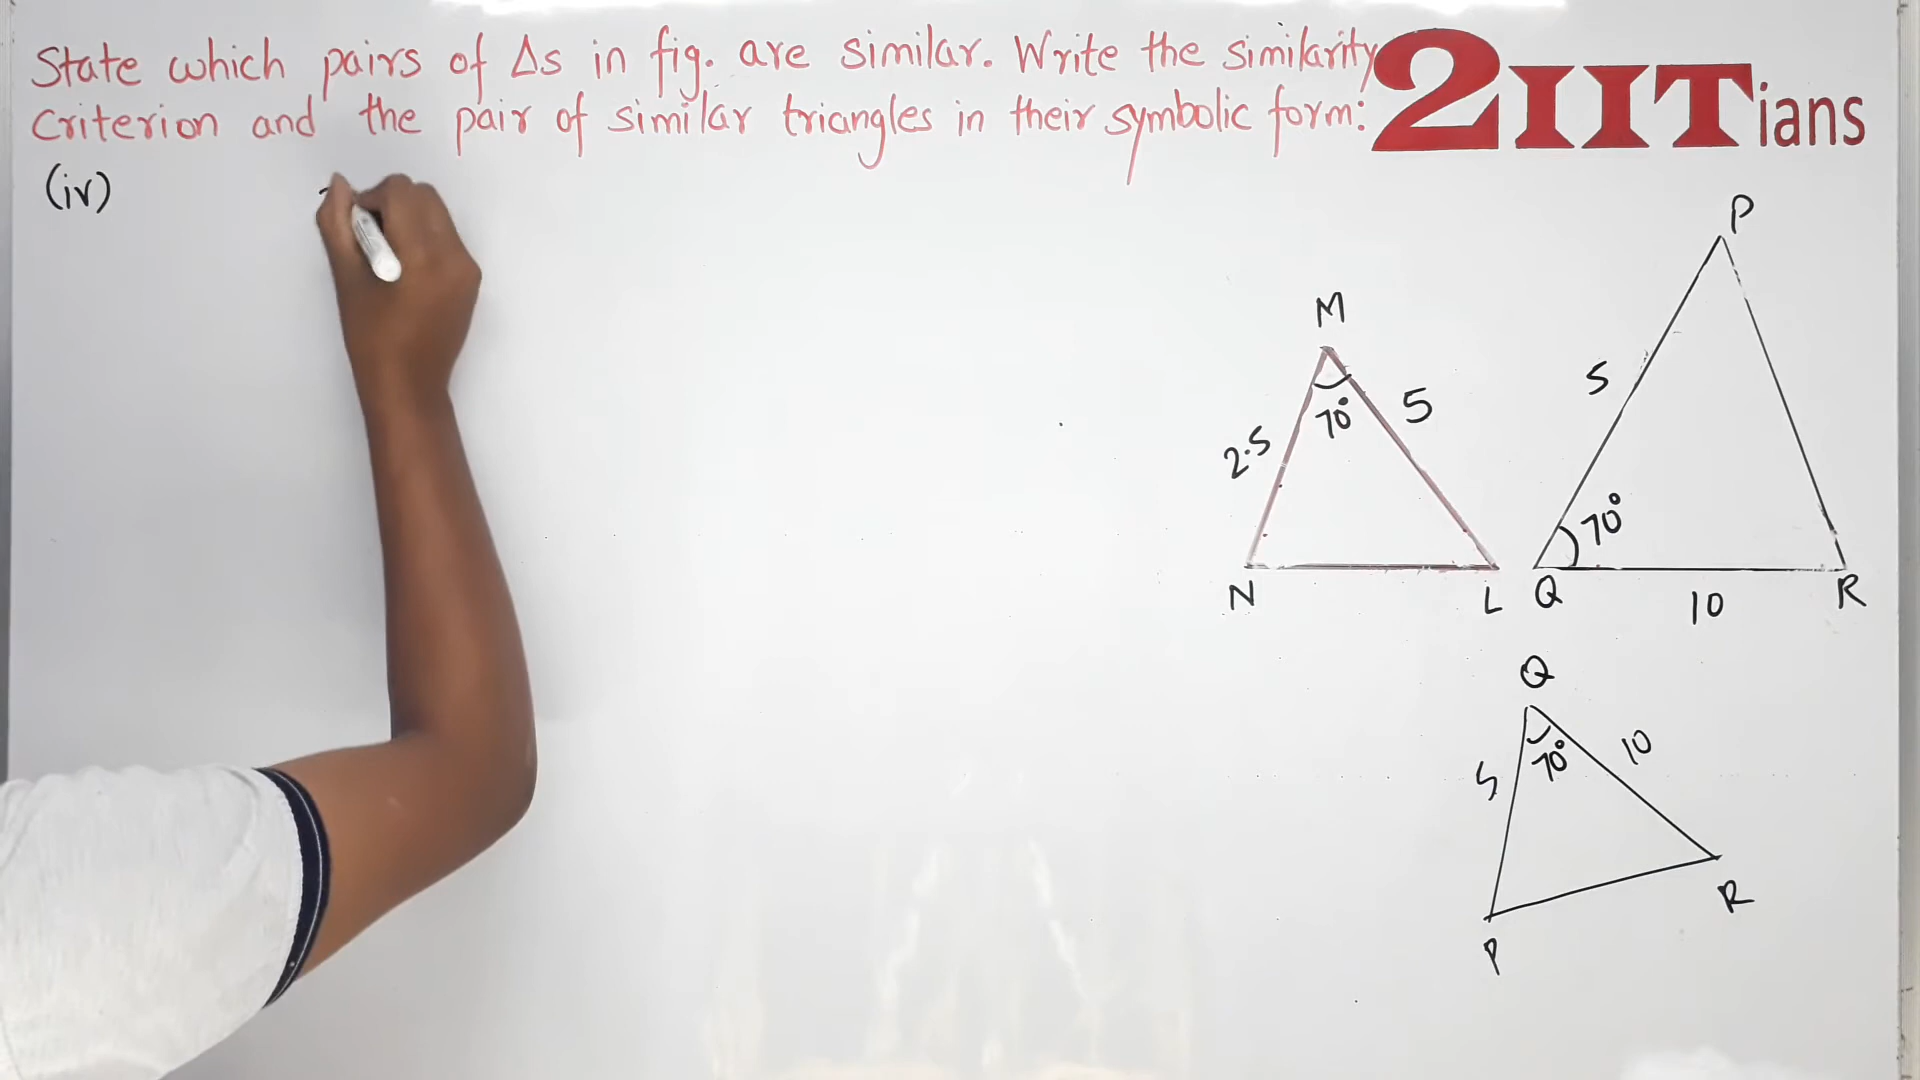 State which pairs of Δs in fig. are similar. Write the similarity
criterion and the pair of similar triangles in their symbolic form:
2IITians
(iv)
P
M
5
70°
5
2.5
70°
N
L
Q
R
10
Q
70°
10
5
R
P